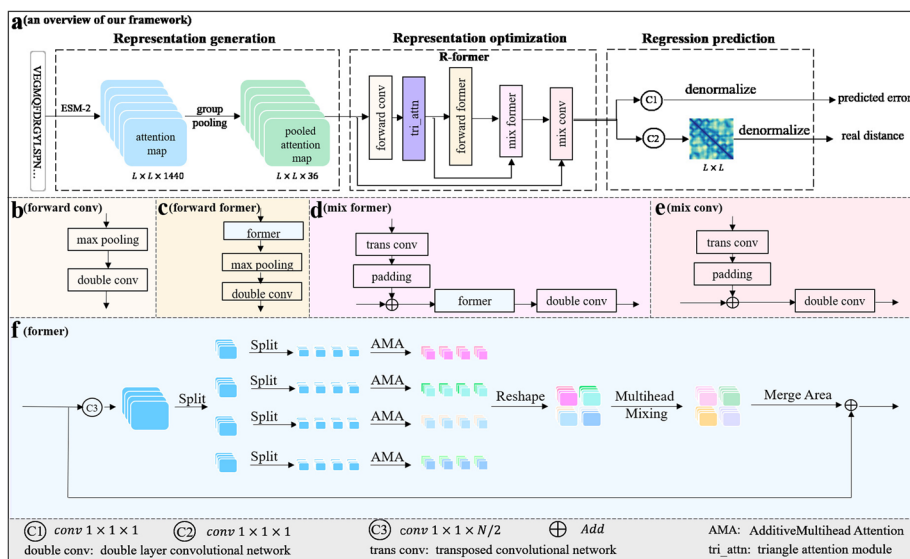 a (an overview of our framework)
Representation generation
Representation optimization
Regression prediction
VEGMQFDRGYLSPN...
ESM-2
attention map
L × L × 1440
group pooling
pooled attention map
L × L × 36
R-former
forward conv
tri_attn
forward former
mix former
mix conv
C1
denormalize
predicted error
C2
denormalize
real distance
L × L
b (forward conv)
max pooling
double conv
c (forward former)
former
max pooling
double conv
d (mix former)
trans conv
padding
former
double conv
e (mix conv)
trans conv
padding
double conv
f (former)
C3
Split
Split
AMA
Split
AMA
Split
AMA
Split
AMA
Reshape
Multihead Mixing
Merge Area
C1 conv 1 × 1 × 1
C2 conv 1 × 1 × 1
C3 conv 1 × 1 × N/2
⊕ Add
AMA: AdditiveMultihead Attention
double conv: double layer convolutional network
trans conv: transposed convolutional network
tri_attn: triangle attention module